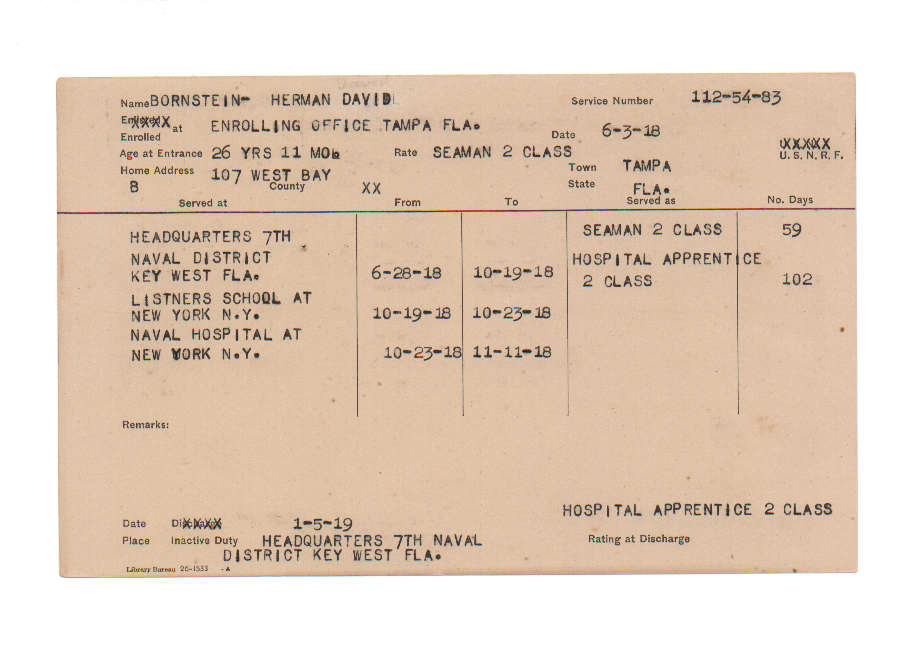 Name BORNSTEIN- HERMAN DAVID Service Number 112-54-83
at ENROLLING OFFICE TAMPA FLA. Date 6-3-18
Enrolled
Age at Entrance 26 YRS 11 MOS Rate SEAMAN 2 CLASS U. S. N. R. F.
Home Address 107 WEST BAY Town TAMPA
B County XX State FLA.
Served at From To Served as No. Days
HEADQUARTERS 7TH SEAMAN 2 CLASS 59
NAVAL DISTRICT HOSPITAL APPRENTICE
KEY WEST FLA. 6-28-18 10-19-18 2 CLASS 102
LISTNERS SCHOOL AT
NEW YORK N.Y. 10-19-18 10-23-18
NAVAL HOSPITAL AT
NEW YORK N.Y. 10-23-18 11-11-18
Remarks:
HOSPITAL APPRENTICE 2 CLASS
Date 1-5-19
Place Inactive Duty HEADQUARTERS 7TH NAVAL Rating at Discharge
DISTRICT KEY WEST FLA.
Library Bureau 26-1533 -A